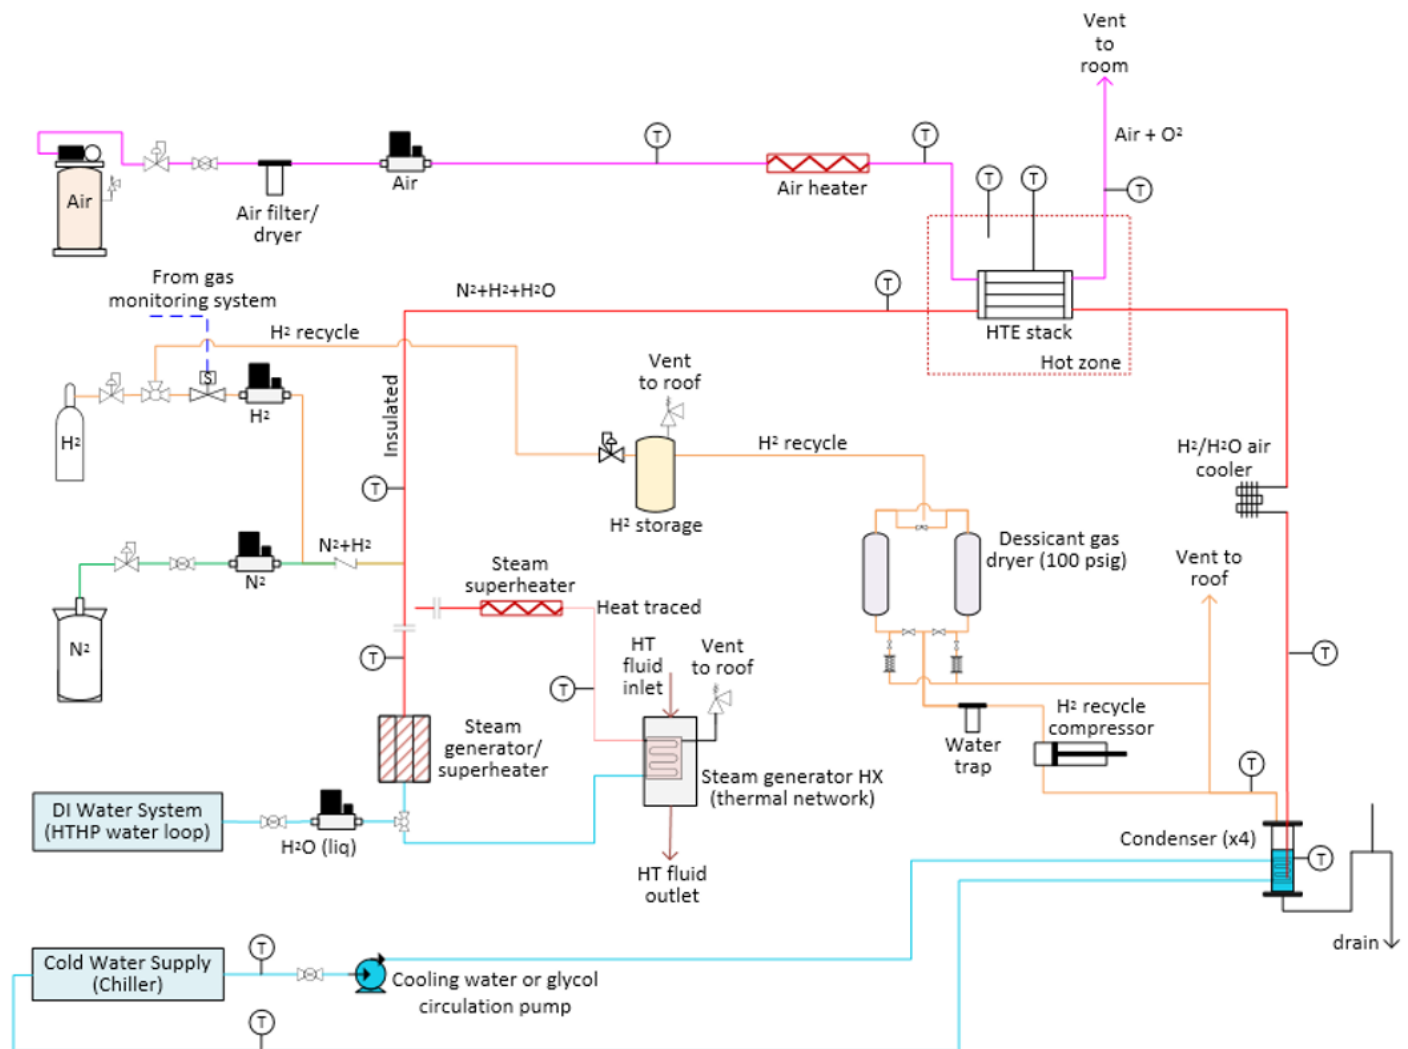 Vent
to
room
Air + O2
T
T
T
T
T
Air
Air
Air heater
Air filter/
dryer
From gas
monitoring system
N2+H2+H2O
T
HTE stack
Hot zone
H2 recycle
Vent
to roof
S
H2
H2
Insulated
H2 recycle
H2/H2O air
cooler
T
H2 storage
Dessicant gas
dryer (100 psig)
Vent to
roof
N2+H2
N2
Steam
superheater
Heat traced
N2
T
HT
fluid
inlet
Vent
to roof
T
T
Steam
generator/
superheater
H2 recycle
compressor
Water
trap
T
Steam generator HX
(thermal network)
DI Water System
(HTHP water loop)
H2O (liq)
Condenser (x4)
T
HT fluid
outlet
drain
T
Cold Water Supply
(Chiller)
Cooling water or glycol
circulation pump
T